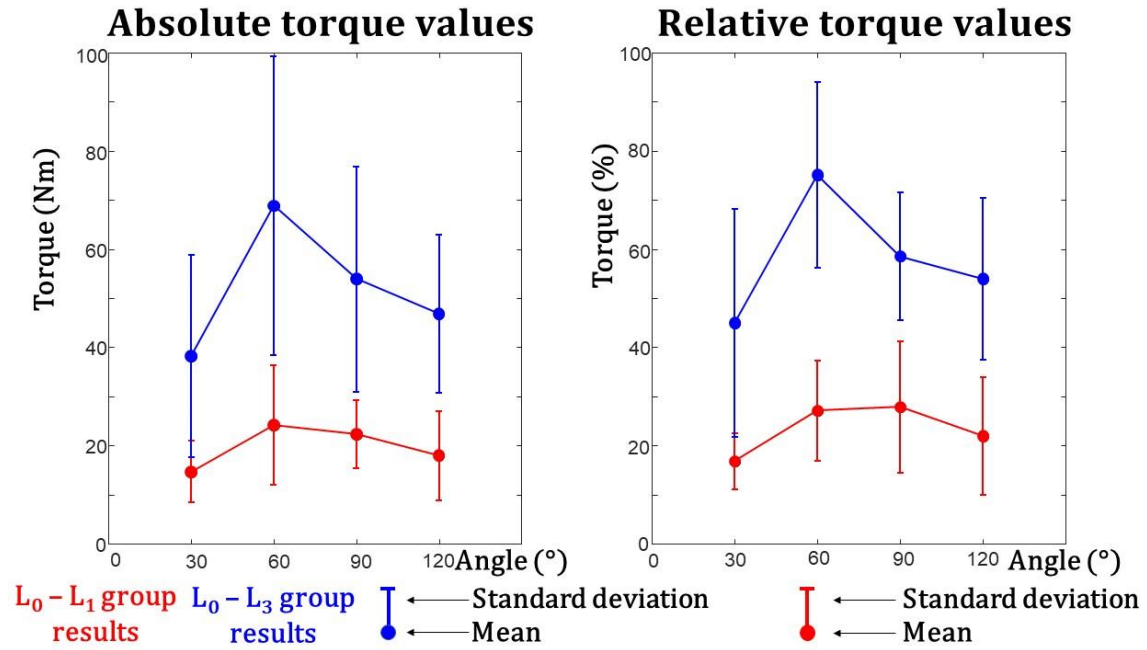 Absolute torque values
Relative torque values
Torque (Nm)
100
80
60
40
20
0
0 30 60 90 120 Angle (°)
Torque (%)
100
80
60
40
20
0
0 30 60 90 120 Angle (°)
L₀ – L₁ group results
L₀ – L₃ group results
Standard deviation
Mean
Standard deviation
Mean